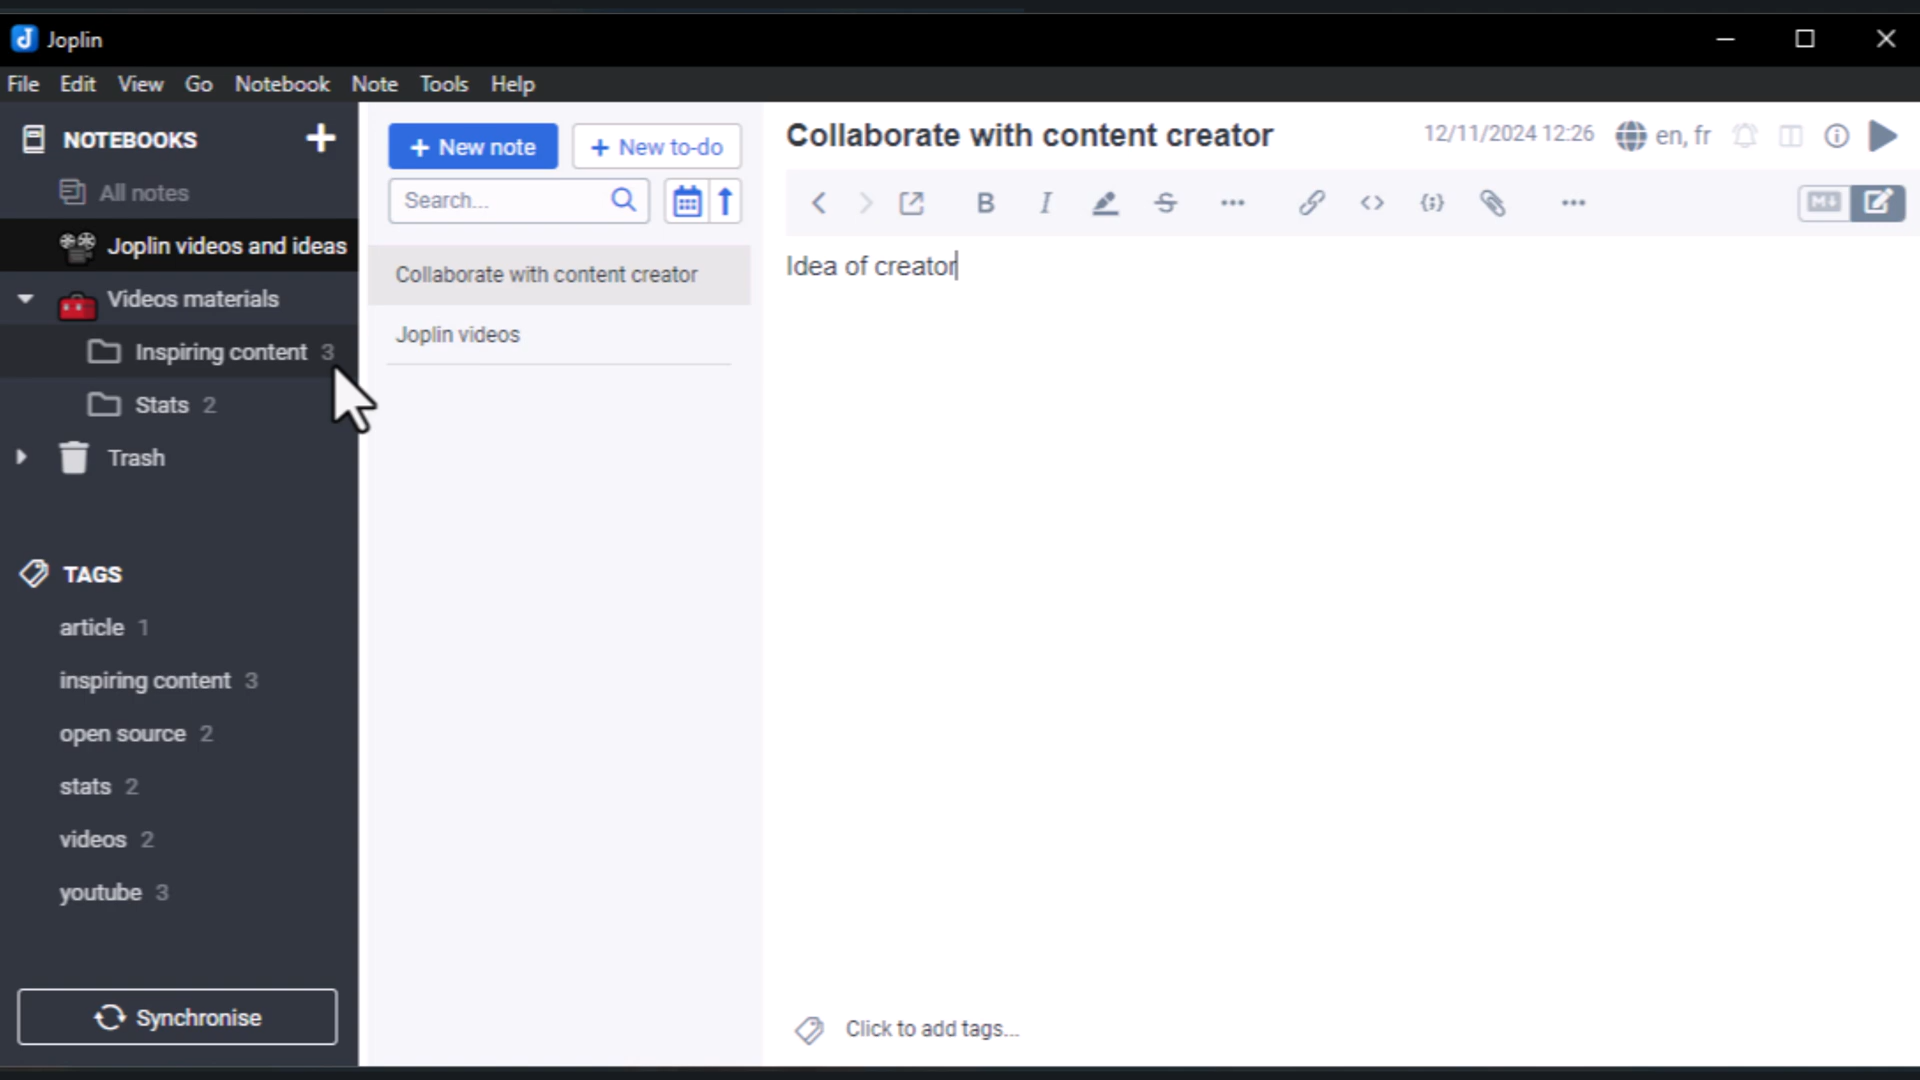 Joplin
File Edit View Go Notebook Note Tools Help
NOTEBOOKS
All notes
Joplin videos and ideas
Videos materials
Inspiring content 3
Stats 2
Trash
TAGS
article 1
inspiring content 3
open source 2
stats 2
videos 2
youtube 3
Synchronise
+ New note + New to-do
Search...
Collaborate with content creator
Joplin videos
Collaborate with content creator 12/11/2024 12:26 en, fr
B I S
M↓
Idea of creator
Click to add tags...